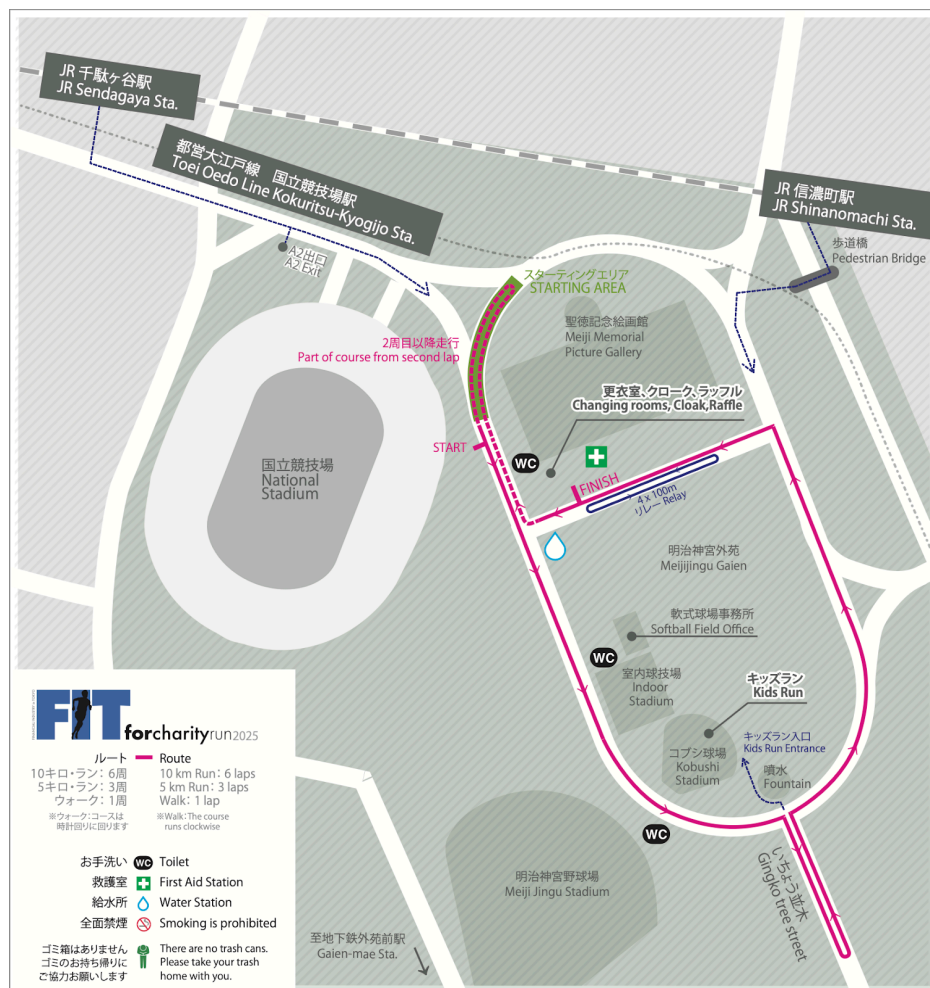 JR 千駄ヶ谷駅
JR Sendagaya Sta.
都営大江戸線　国立競技場駅
Toei Oedo Line Kokuritsu-Kyogijo Sta.
JR 信濃町駅
JR Shinanomachi Sta.
歩道橋
Pedestrian Bridge
A2出口
A2 Exit
スターティングエリア
STARTING AREA
聖徳記念絵画館
Meiji Memorial
Picture Gallery
2周目以降走行
Part of course from second lap
更衣室、クローク、ラッフル
Changing rooms, Cloak,Raffle
START
WC
FINISH
4 x 100m
リレー Relay
国立競技場
National
Stadium
明治神宮外苑
Meijijingu Gaien
軟式球場事務所
Softball Field Office
WC
室内球技場
Indoor
Stadium
キッズラン
Kids Run
キッズラン入口
Kids Run Entrance
コブシ球場
Kobushi
Stadium
噴水
Fountain
WC
いちょう並木
Gingko tree street
明治神宮野球場
Meiji Jingu Stadium
至地下鉄外苑前駅
Gaien-mae Sta.
FIT forcharityrun2025
ルート Route
10キロ・ラン：6周 10 km Run：6 laps
5キロ・ラン：3周 5 km Run：3 laps
ウォーク：1周 Walk：1 lap
※ウォーク：コースは ※Walk：The course
時計回りに回ります runs clockwise
お手洗い WC Toilet
救護室 First Aid Station
給水所 Water Station
全面禁煙 Smoking is prohibited
ゴミ箱はありません There are no trash cans.
ゴミのお持ち帰りに Please take your trash
ご協力お願いします home with you.